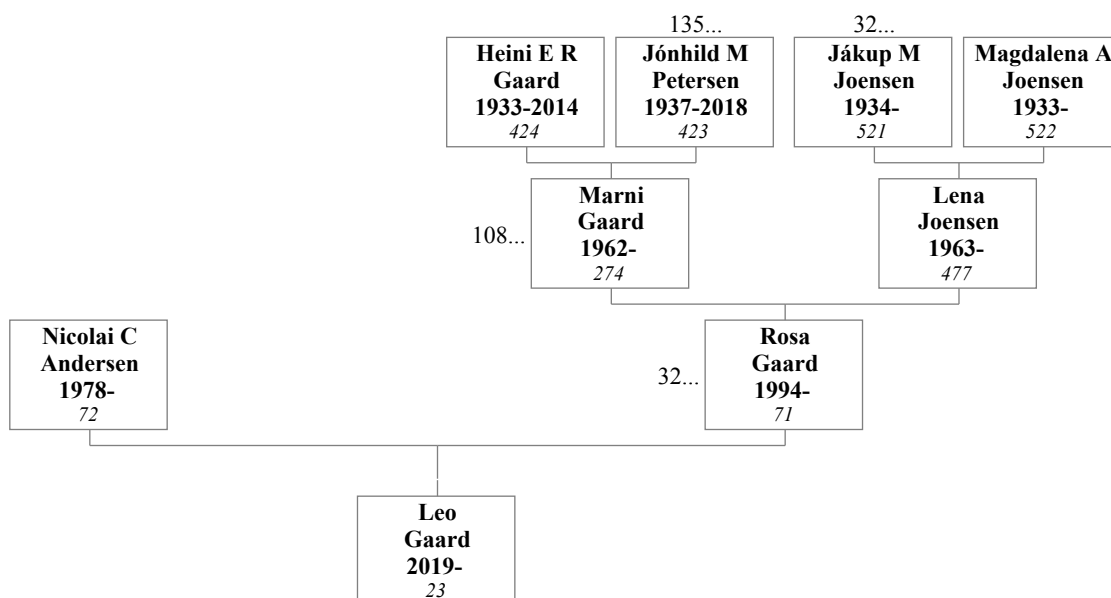 135...
32...
Heini E R
Gaard
1933-2014
424
Jónhild M
Petersen
1937-2018
423
Jákup M
Joensen
1934-
521
Magdalena A
Joensen
1933-
522
108...
Marni
Gaard
1962-
274
Lena
Joensen
1963-
477
Nicolai C
Andersen
1978-
72
32...
Rosa
Gaard
1994-
71
Leo
Gaard
2019-
23